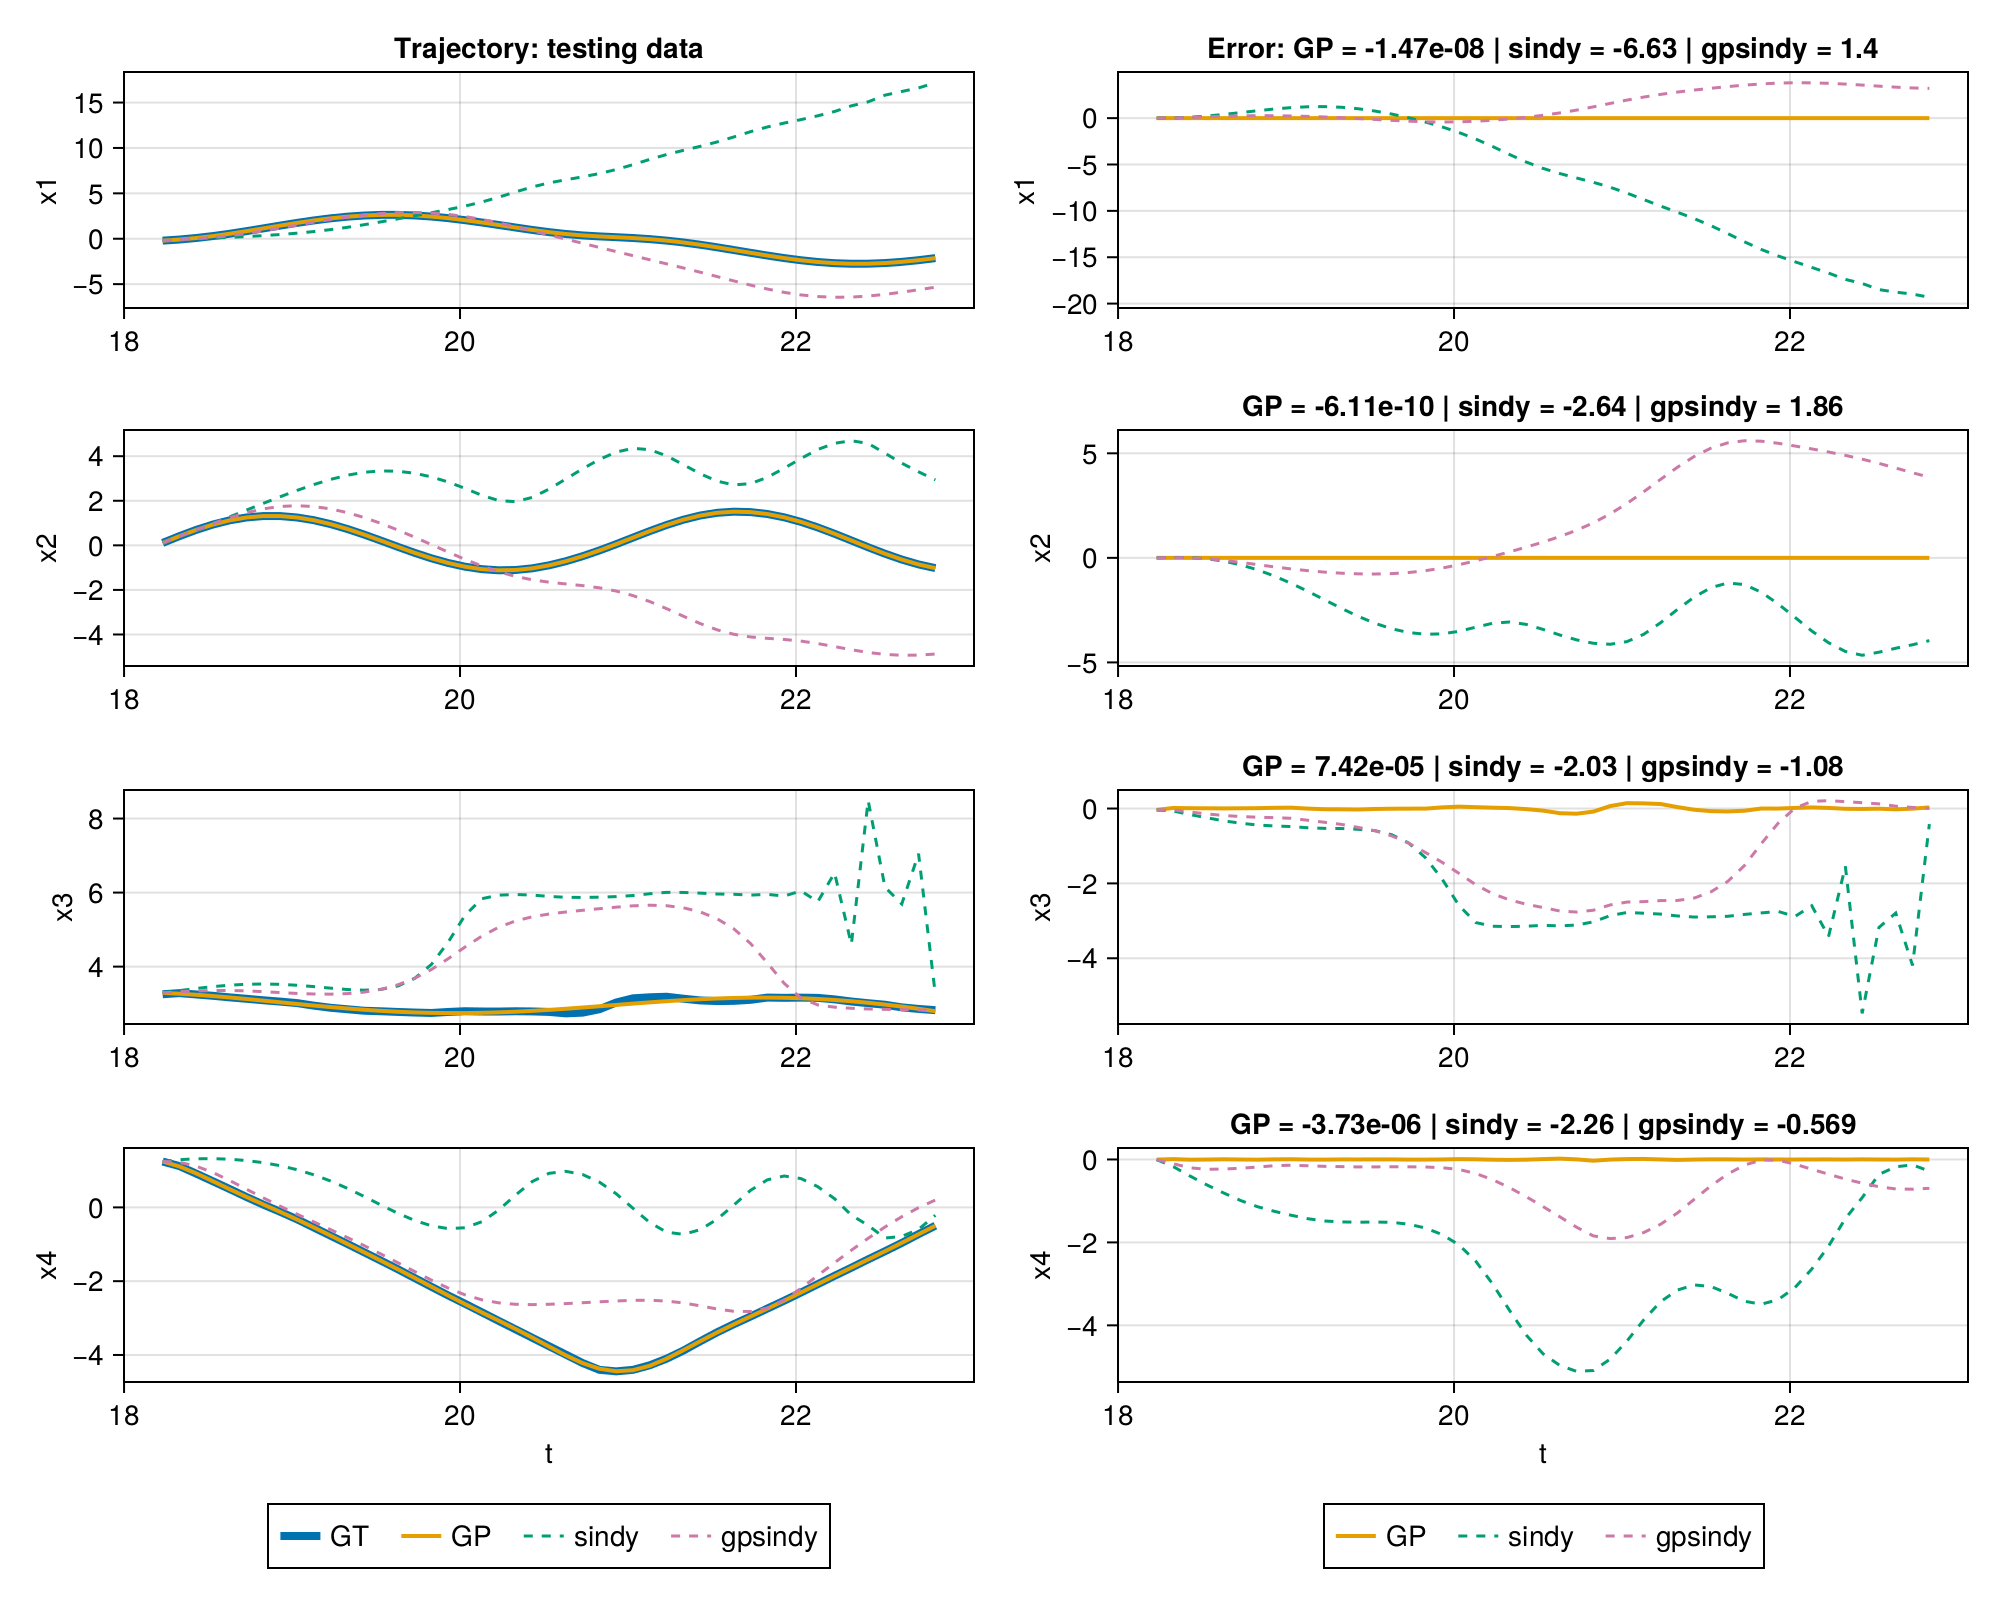 Trajectory: testing data
x1
15
10
5
0
−5
18 20 22
Error: GP = -1.47e-08 | sindy = -6.63 | gpsindy = 1.4
x1
0
−5
−10
−15
−20
18 20 22
x2
4
2
0
−2
−4
18 20 22
GP = -6.11e-10 | sindy = -2.64 | gpsindy = 1.86
x2
5
0
−5
18 20 22
x3
8
6
4
18 20 22
GP = 7.42e-05 | sindy = -2.03 | gpsindy = -1.08
x3
0
−2
−4
18 20 22
x4
0
−2
−4
18 20 22
t
GP = -3.73e-06 | sindy = -2.26 | gpsindy = -0.569
x4
0
−2
−4
18 20 22
t
GT GP sindy gpsindy
GP sindy gpsindy